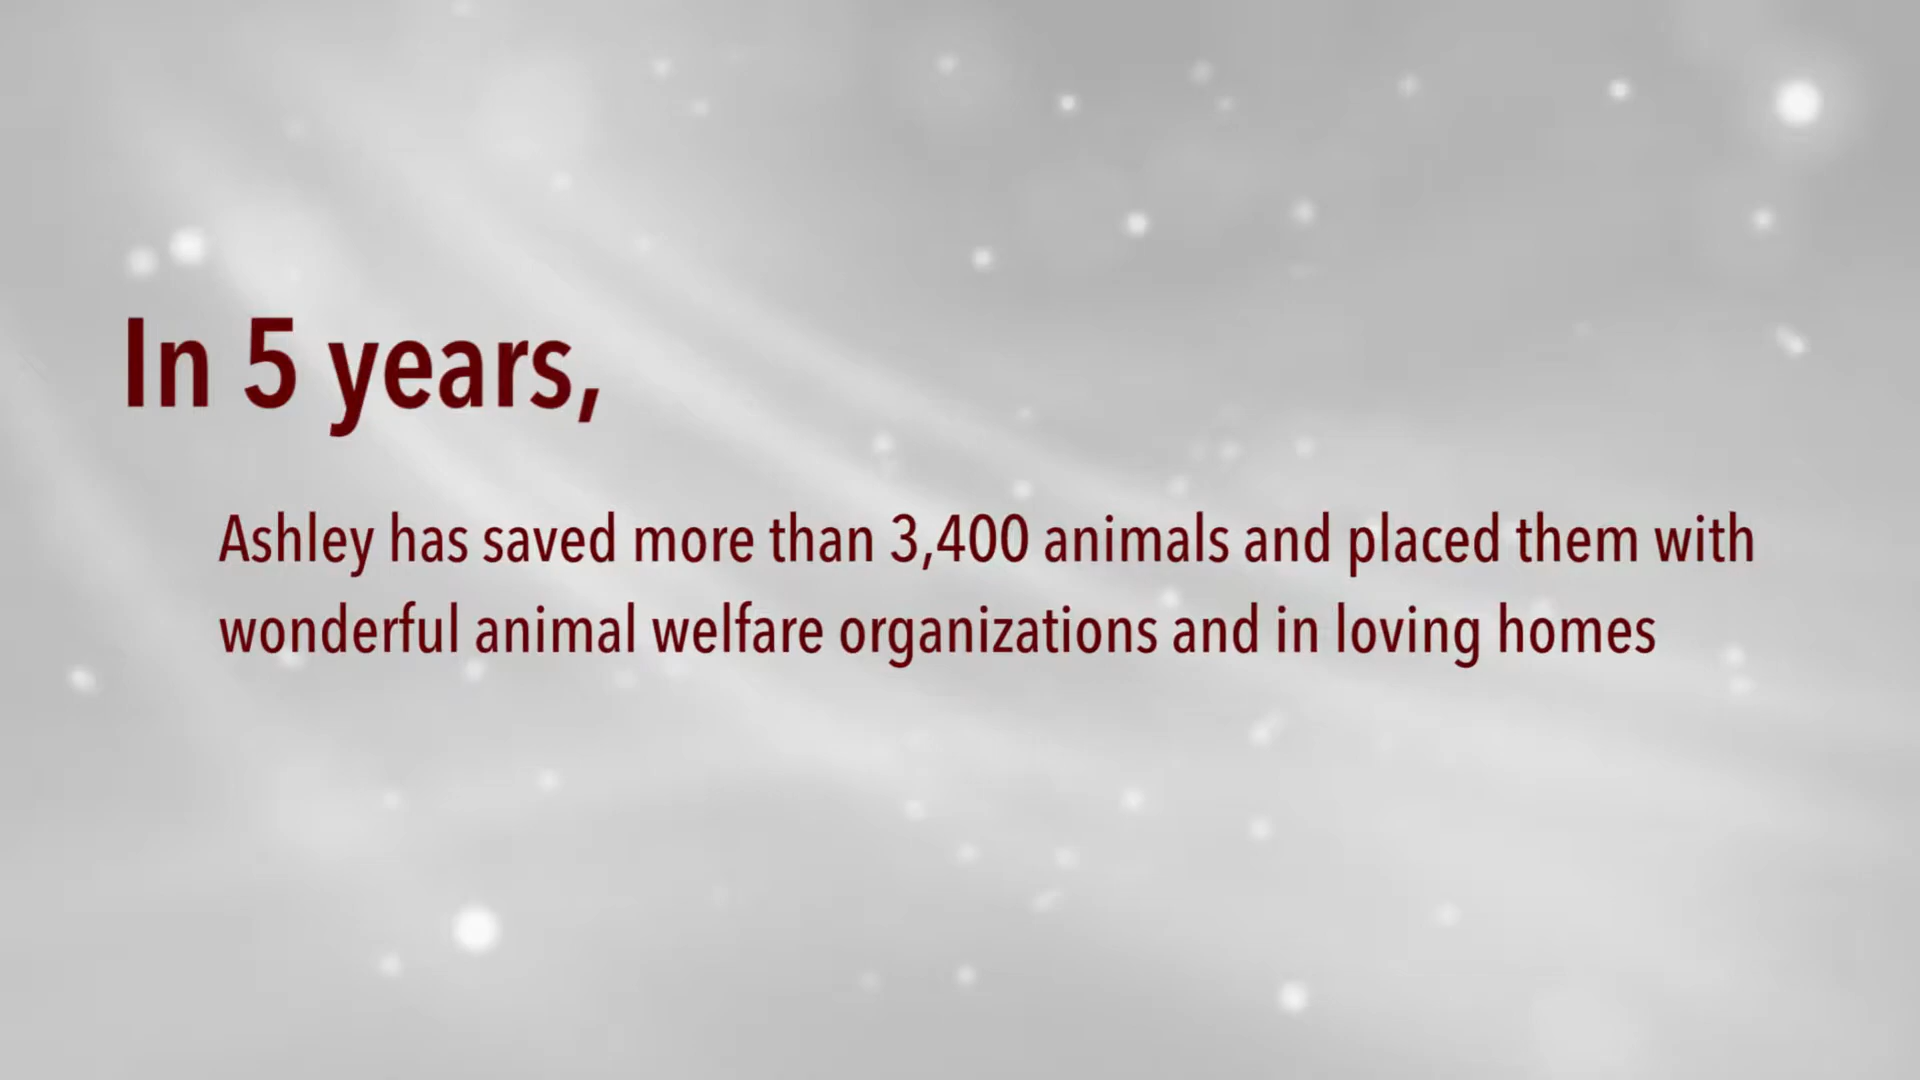 In 5 years,
Ashley has saved more than 3,400 animals and placed them with
wonderful animal welfare organizations and in loving homes